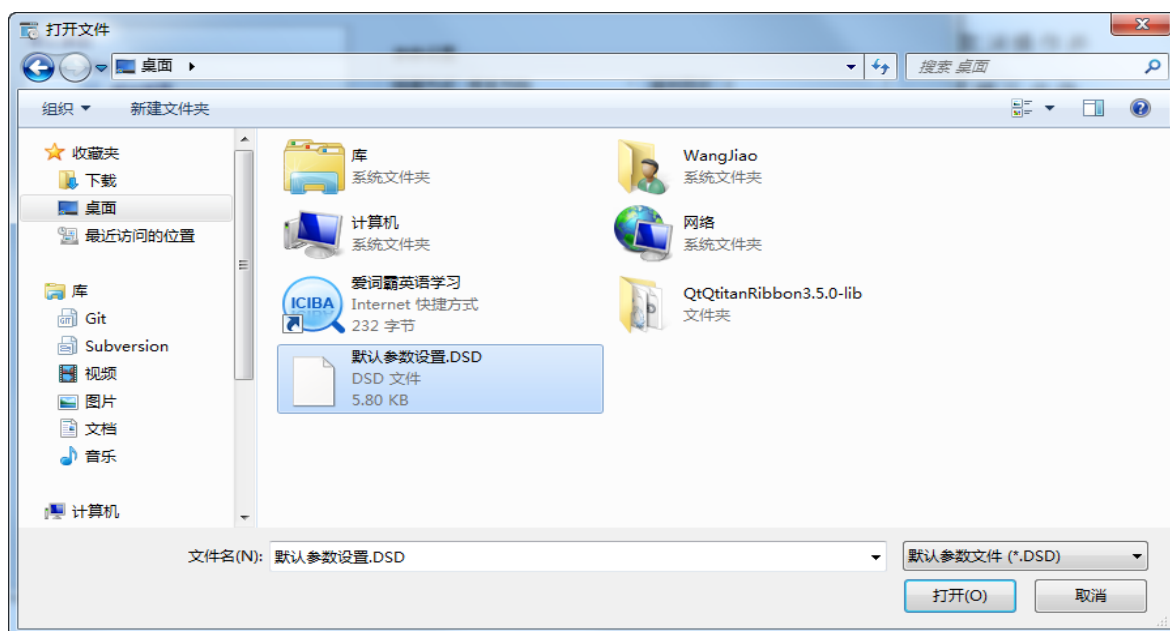 打开文件
桌面
搜索 桌面
组织
新建文件夹
收藏夹
下载
桌面
最近访问的位置
库
Git
Subversion
视频
图片
文档
音乐
计算机
库
系统文件夹
WangJiao
系统文件夹
计算机
系统文件夹
网络
系统文件夹
ICIBA
爱词霸英语学习
Internet 快捷方式
232 字节
QtQtitanRibbon3.5.0-lib
文件夹
默认参数设置.DSD
DSD 文件
5.80 KB
文件名(N):
默认参数设置.DSD
默认参数文件 (*.DSD)
打开(O)
取消